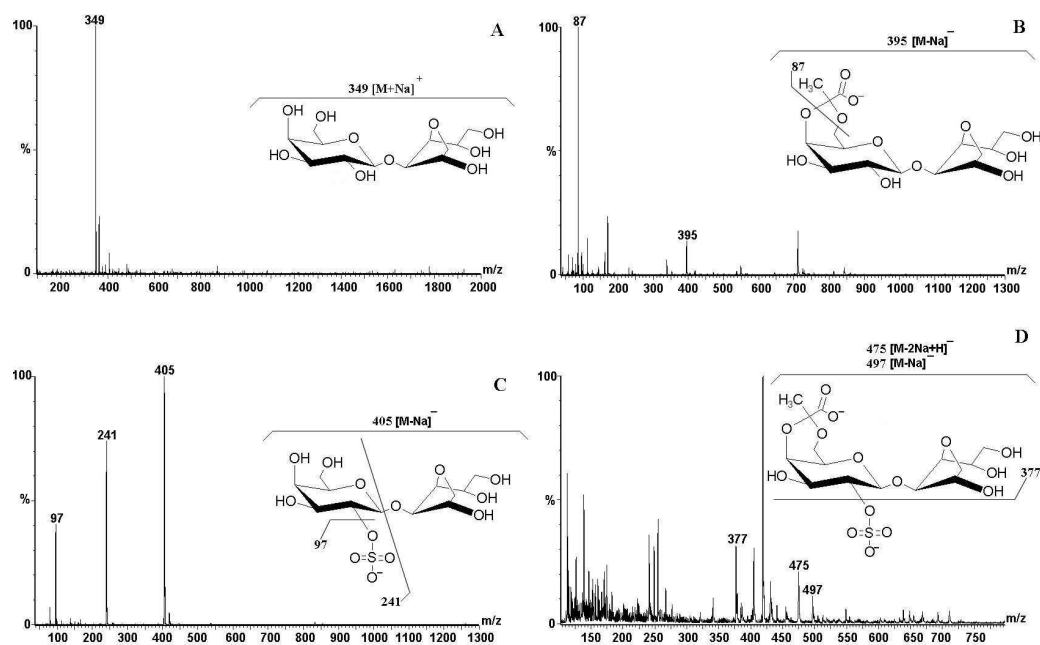 A
100
349
%
0
200 400 600 800 1000 1200 1400 1600 1800 2000
m/z
349 [M+Na]+
OH
OH
O
O
OH
HO
O
OH
OH
OH
B
100
87
395 [M-Na]−
87
H3C
O
O−
O
O
%
O
O
OH
HO
O
OH
OH
OH
395
0
100 200 300 400 500 600 700 800 900 1000 1100 1200 1300
m/z
C
100
405
405 [M-Na]−
241
OH
OH
O
O
OH
HO
O
OH
OH
%
97
97
O
O=S=O
O−
241
0
200 300 400 500 600 700 800 900 1000 1100 1200 1300
m/z
D
475 [M-2Na+H]−
497 [M-Na]−
100
H3C
O
O−
O
O
O
O
OH
HO
O
OH
OH
377
%
O
O=S=O
O−
377
475
497
0
150 200 250 300 350 400 450 500 550 600 650 700 750
m/z